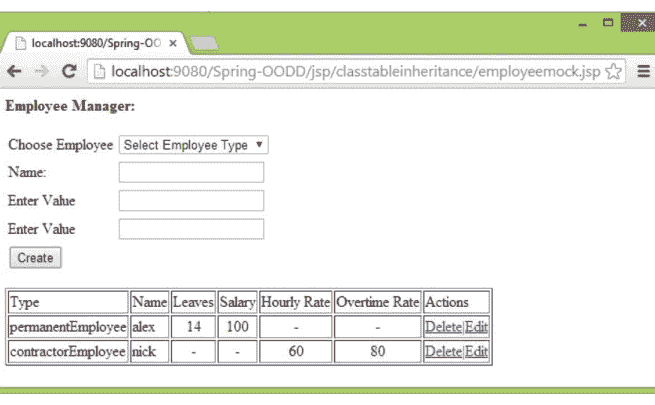 localhost:9080/Spring-OO
localhost:9080/Spring-OODD/jsp/classtableinheritance/employeemock.jsp
Employee Manager:
Choose Employee Select Employee Type
Name:
Enter Value
Enter Value
Create
Type Name Leaves Salary Hourly Rate Overtime Rate Actions
permanentEmployee alex 14 100 - - Delete|Edit
contractorEmployee nick - - 60 80 Delete|Edit